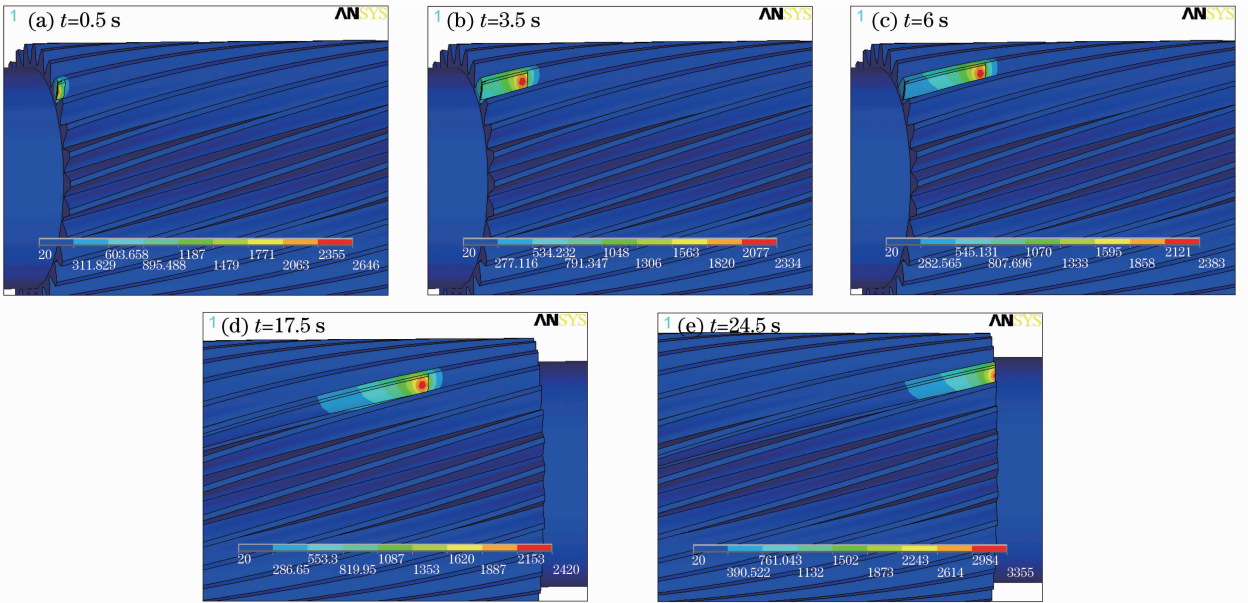 1 (a) t=0.5 s ANSYS
20 603.658 1187 1771 2355
311.829 895.488 1479 2063 2646
1 (b) t=3.5 s ANSYS
20 534.232 1048 1563 2077
277.116 791.347 1306 1820 2334
1 (c) t=6 s ANSYS
20 545.131 1070 1595 2121
282.565 807.696 1333 1858 2383
1 (d) t=17.5 s ANSYS
20 553.3 1087 1620 2153
286.65 819.95 1353 1887 2420
1 (e) t=24.5 s ANSYS
20 761.043 1502 2243 2984
390.522 1132 1873 2614 3355